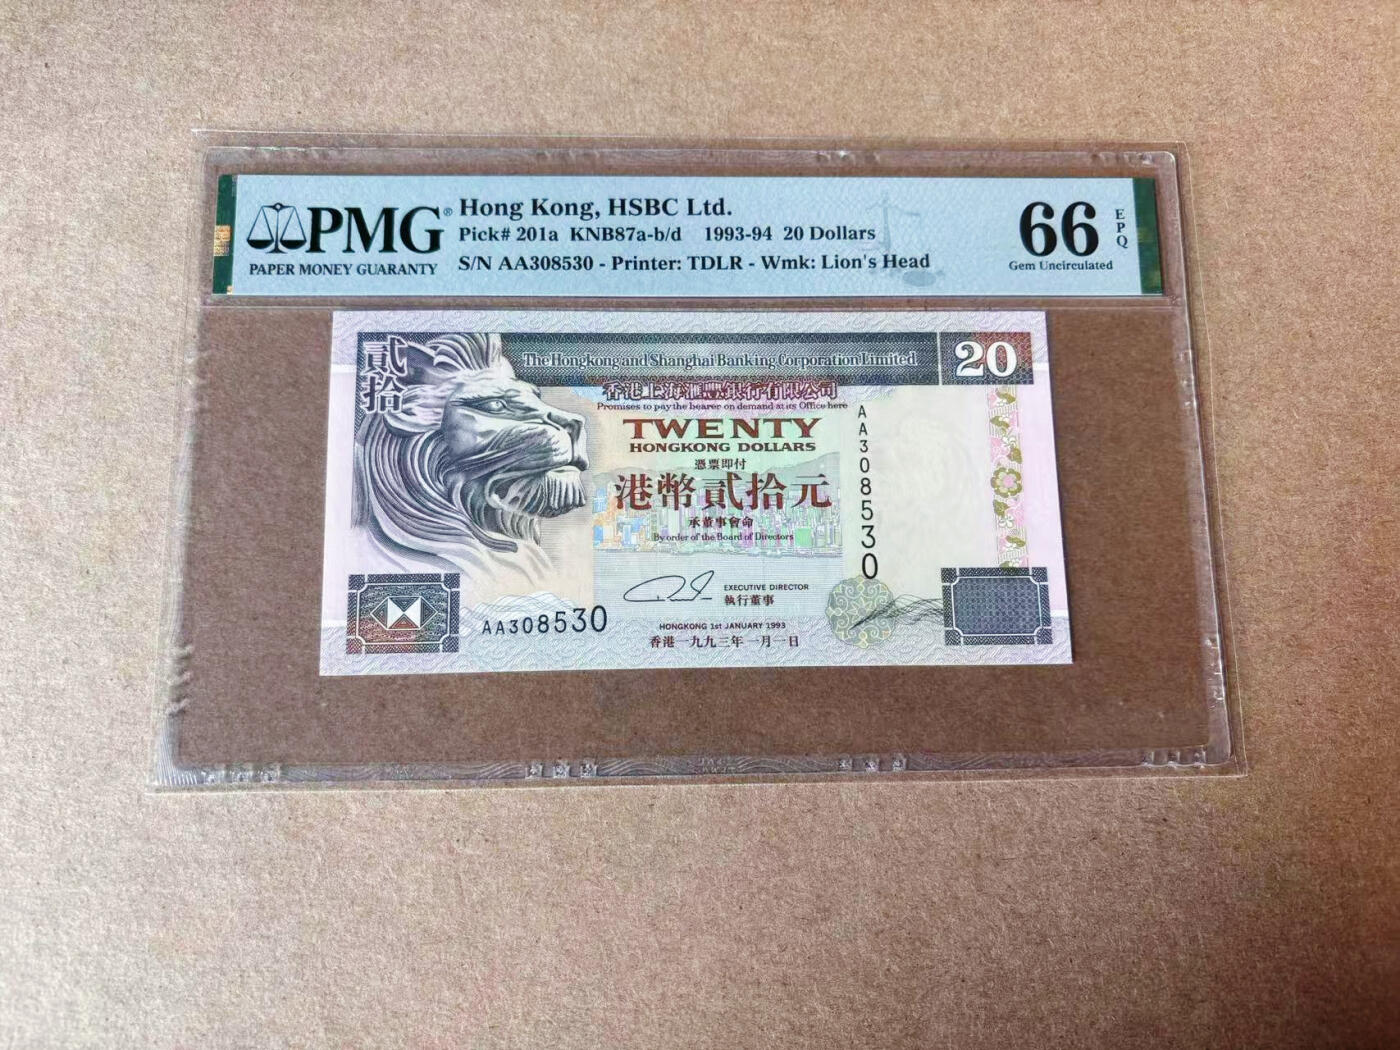 PMG®
PAPER MONEY GUARANTY
Hong Kong, HSBC Ltd.
Pick# 201a KNB87a-b/d 1993-94 20 Dollars
S/N AA308530 - Printer: TDLR - Wmk: Lion's Head
66
EPQ
Gem Uncirculated
貳拾
The Hongkong and Shanghai Banking Corporation Limited
20
香港上海滙豐銀行有限公司
Promises to pay the bearer on demand at its Office here
TWENTY
HONGKONG DOLLARS
憑票即付
港幣貳拾元
承董事會命
By order of the Board of Directors
AA308530
EXECUTIVE DIRECTOR
執行董事
AA308530
HONGKONG 1st JANUARY 1993
香港一九九三年一月一日